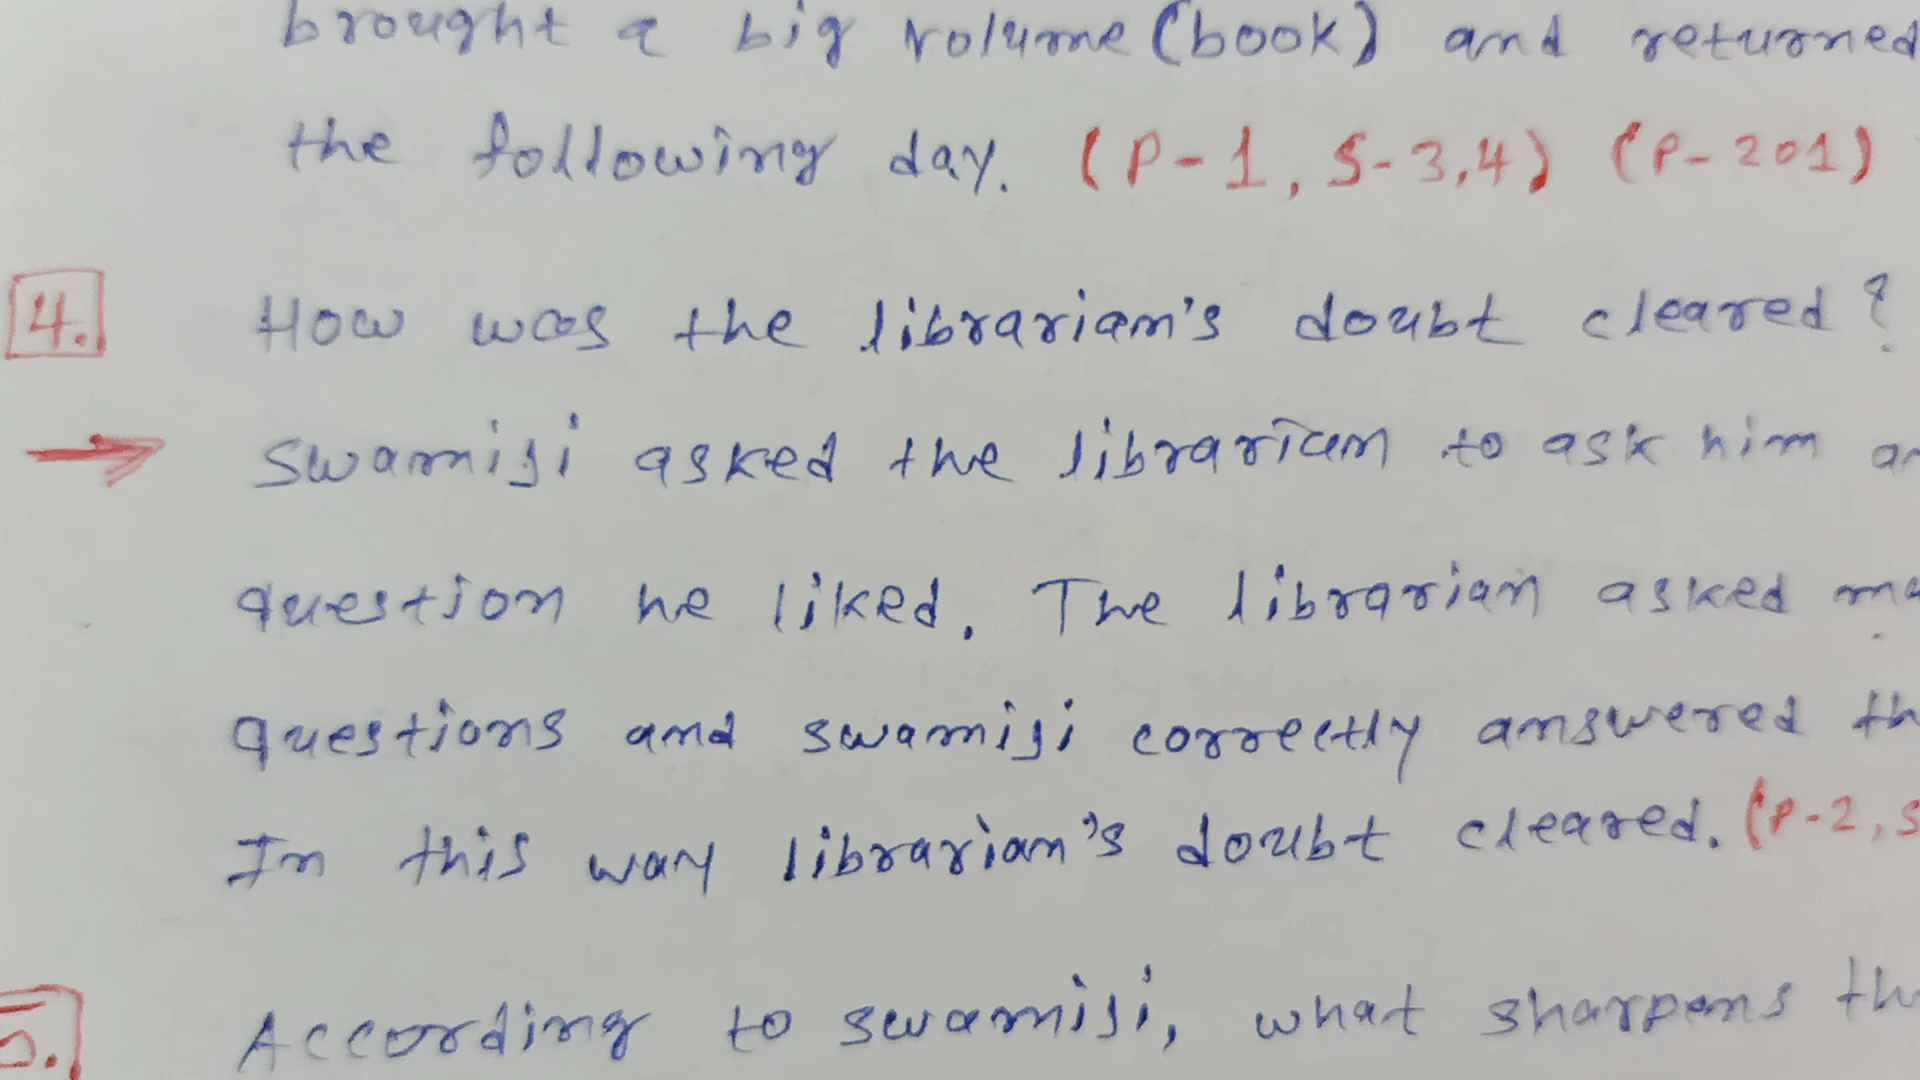 brought a big volume (book) and returned
the following day. (P-1, S-3,4) (P-201)
4. How was the librarian's doubt cleared?
→ Swamiji asked the librarian to ask him
question he liked. The librarian asked
questions and swamiji correctly answered
In this way librarian's doubt cleared. (P-2, S
5. According to swamiji, what sharpens